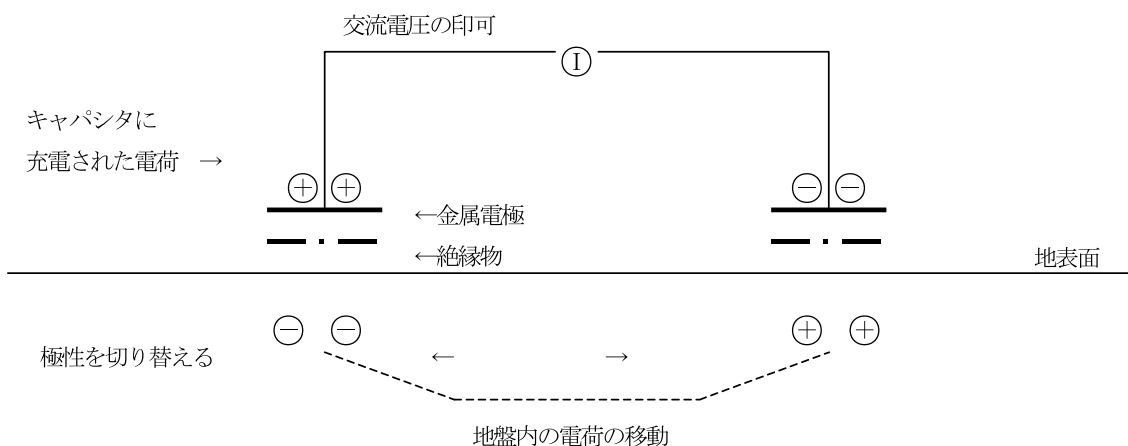 交流電圧の印可
I
キャパシタに
充電された電荷 →
+ + − −
←金属電極
←絶縁物
地表面
− − + +
極性を切り替える ← →
地盤内の電荷の移動